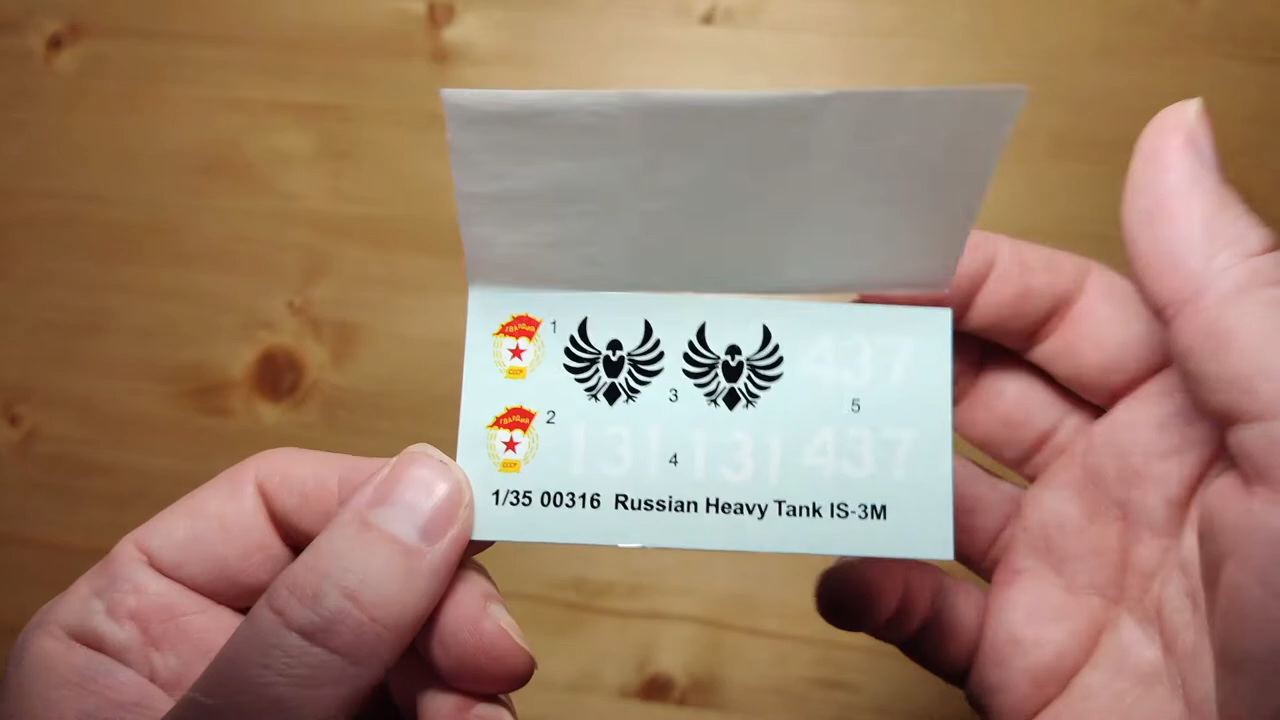 ГВАРДИЯ
СССР
1
3
437
5
ГВАРДИЯ
СССР
2
131 131 437
4
1/35 00316 Russian Heavy Tank IS-3M